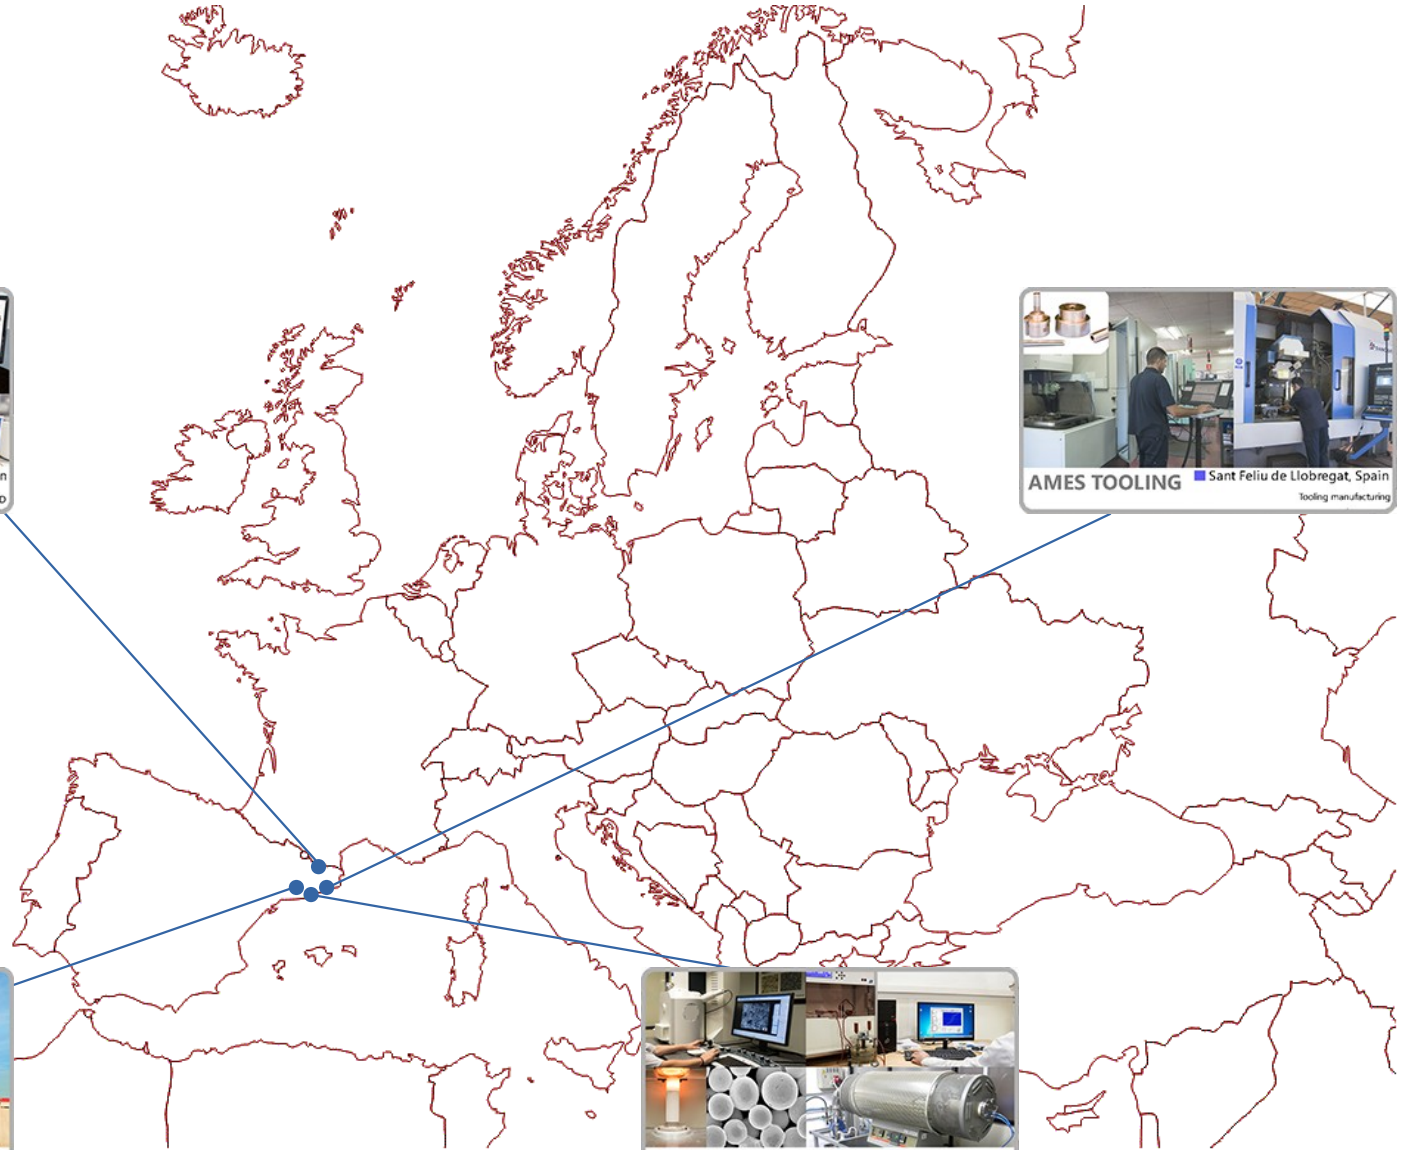 n
D
AMES TOOLING
Sant Feliu de Llobregat, Spain
Tooling manufacturing